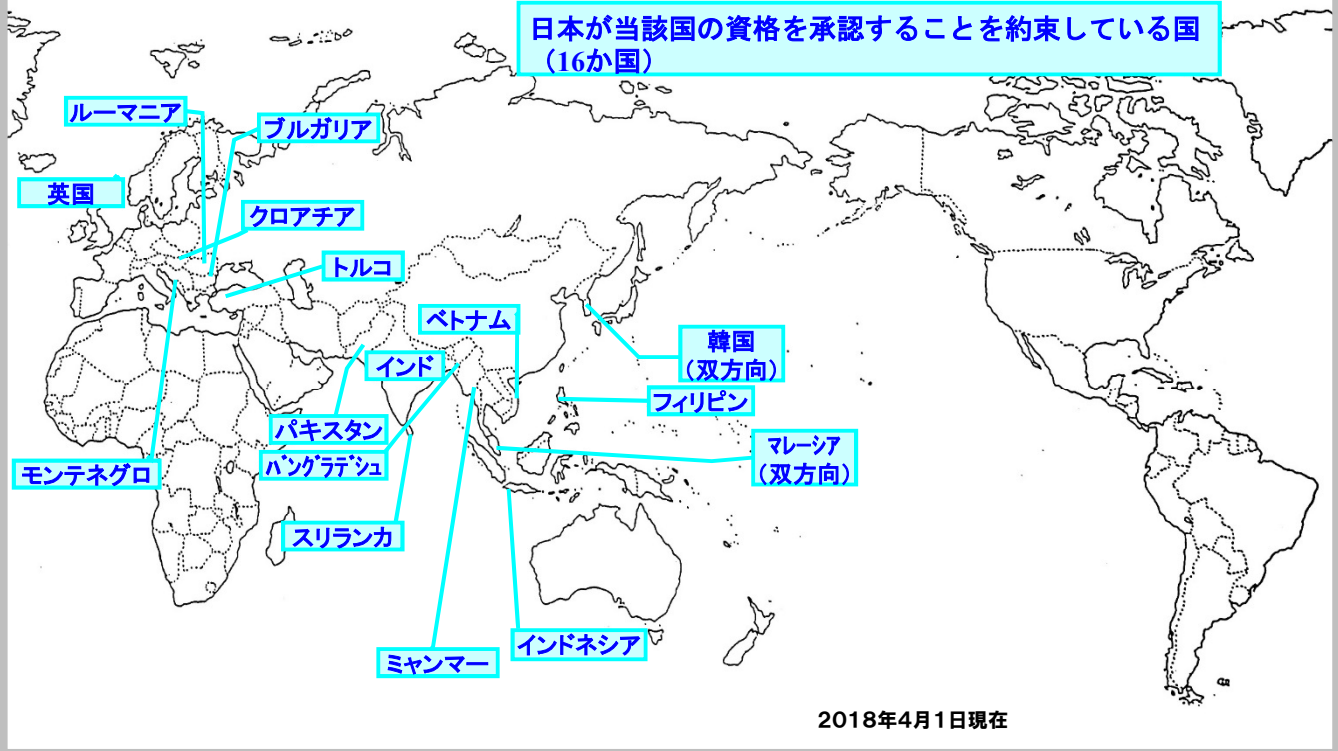 日本が当該国の資格を承認することを約束している国
（16か国）
ルーマニア
ブルガリア
英国
クロアチア
トルコ
ベトナム
韓国
（双方向）
インド
フィリピン
パキスタン
マレーシア
（双方向）
バングラデシュ
モンテネグロ
スリランカ
インドネシア
ミャンマー
2018年4月1日現在